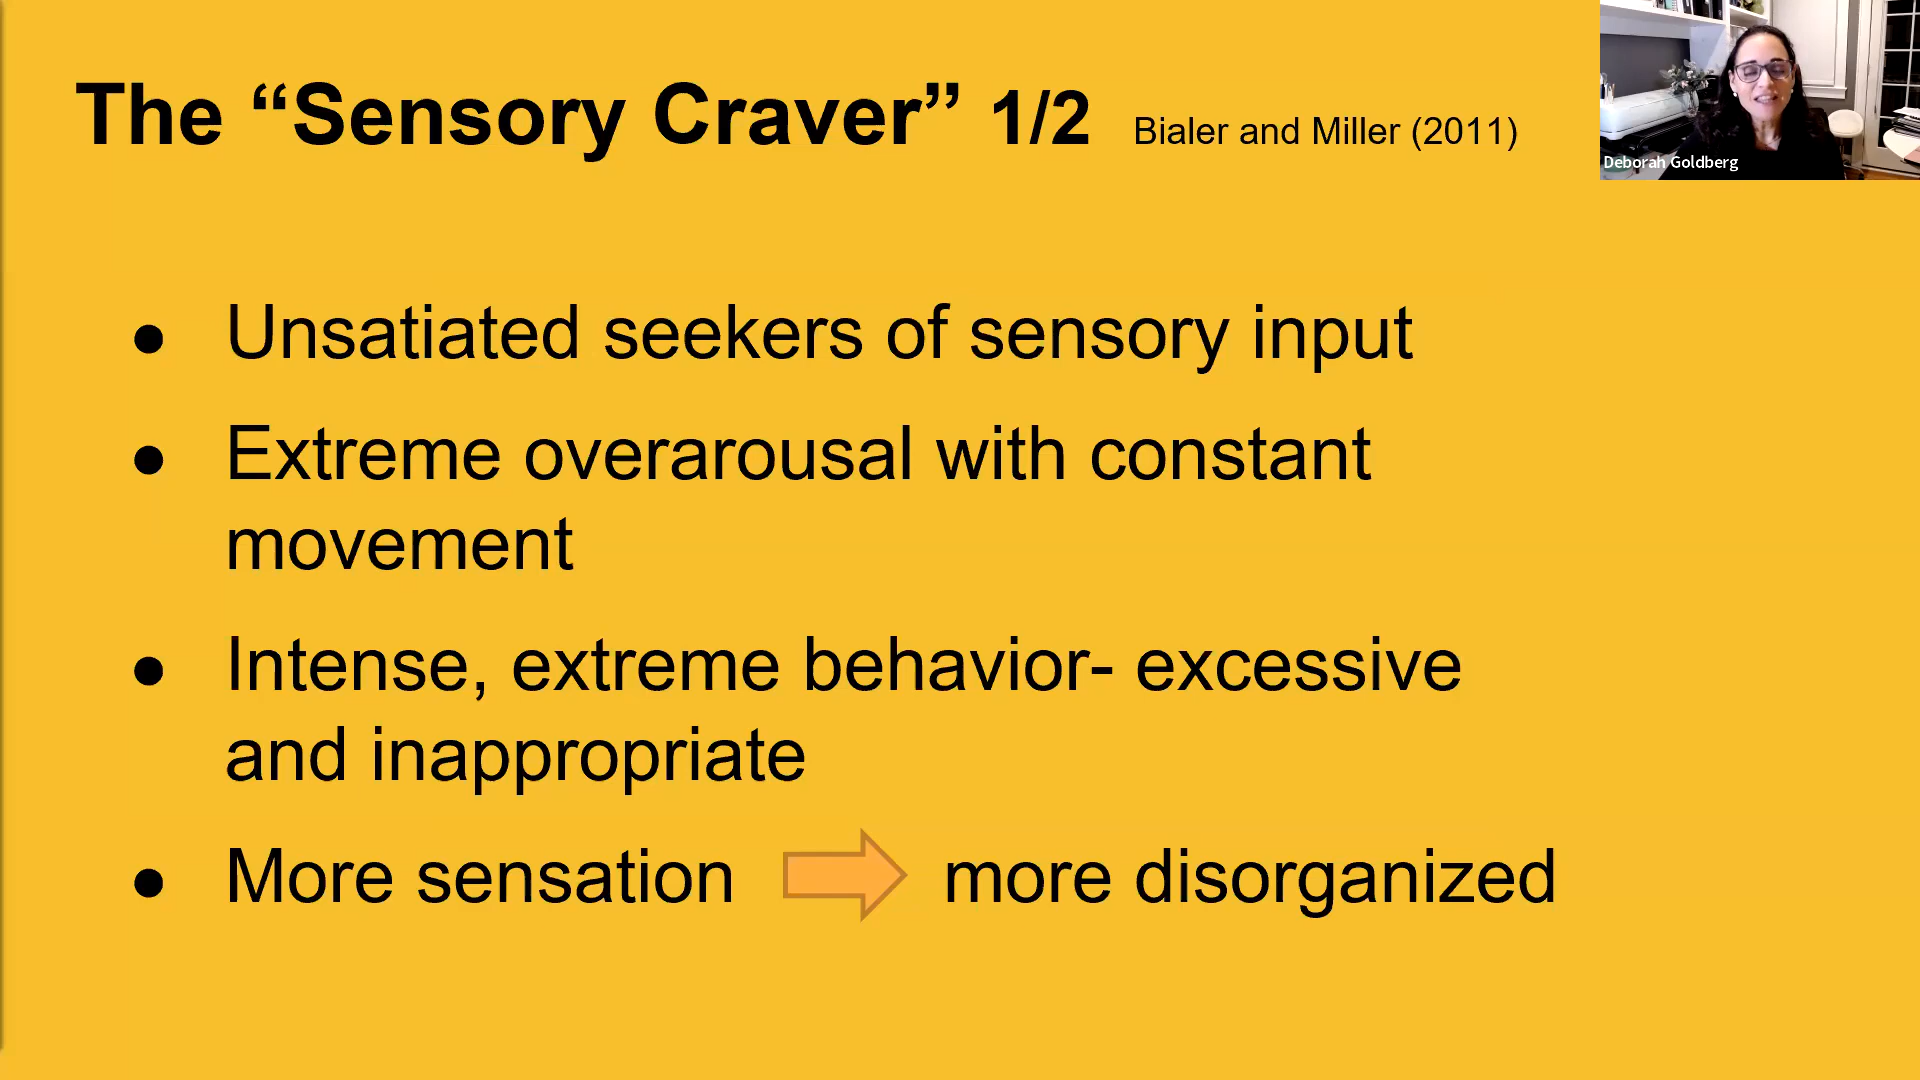 The “Sensory Craver” 1/2 Bialer and Miller (2011)
Deborah Goldberg
● Unsatiated seekers of sensory input
● Extreme overarousal with constant
movement
● Intense, extreme behavior- excessive
and inappropriate
● More sensation more disorganized